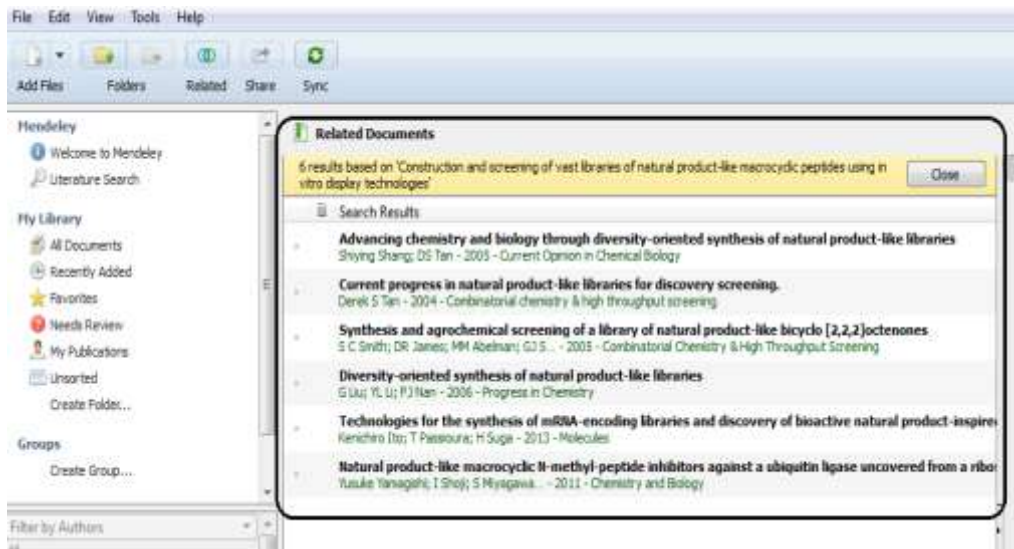 File Edit View Tools Help
Add Files Folders Related Share Sync
Mendeley
Welcome to Mendeley
Literature Search
My Library
All Documents
Recently Added
Favorites
Needs Review
My Publications
Unsorted
Create Folder...
Groups
Create Group...
Filter by Authors
Related Documents
6 results based on 'Construction and screening of vast libraries of natural product-like macrocyclic peptides using in
vitro display technologies'
Close
Search Results
Advancing chemistry and biology through diversity-oriented synthesis of natural product-like libraries
Shiying Shang; DS Tan - 2005 - Current Opinion in Chemical Biology
Current progress in natural product-like libraries for discovery screening.
Derek S Tan - 2004 - Combinatorial chemistry & high throughput screening
Synthesis and agrochemical screening of a library of natural product-like bicyclo [2,2,2]octenones
S C Smith; DR James; MM Abelman; GJ S... - 2005 - Combinatorial Chemistry & High Throughput Screening
Diversity-oriented synthesis of natural product-like libraries
G Liu; YL Li; FJ Nan - 2006 - Progress in Chemistry
Technologies for the synthesis of mRNA-encoding libraries and discovery of bioactive natural product-inspire
Kenichiro Ito; T Passioura; H Suga - 2013 - Molecules
Natural product-like macrocyclic N-methyl-peptide inhibitors against a ubiquitin ligase uncovered from a ribo
Yusuke Yamagishi; I Shoji; S Miyagawa... - 2011 - Chemistry and Biology